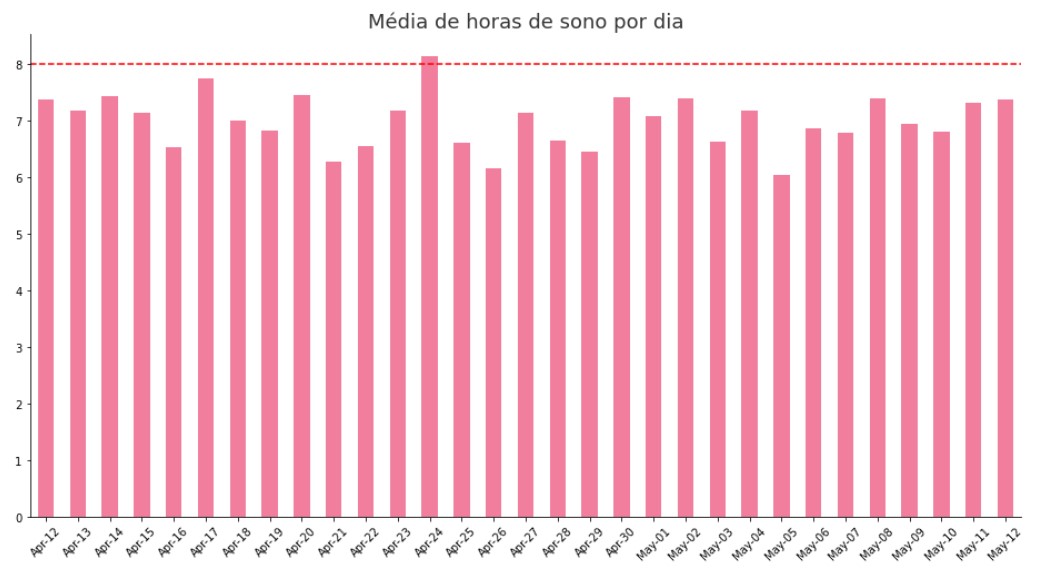 Média de horas de sono por dia
8
7
6
5
4
3
2
1
0
Apr-12
Apr-13
Apr-14
Apr-15
Apr-16
Apr-17
Apr-18
Apr-19
Apr-20
Apr-21
Apr-22
Apr-23
Apr-24
Apr-25
Apr-26
Apr-27
Apr-28
Apr-29
Apr-30
May-01
May-02
May-03
May-04
May-05
May-06
May-07
May-08
May-09
May-10
May-11
May-12